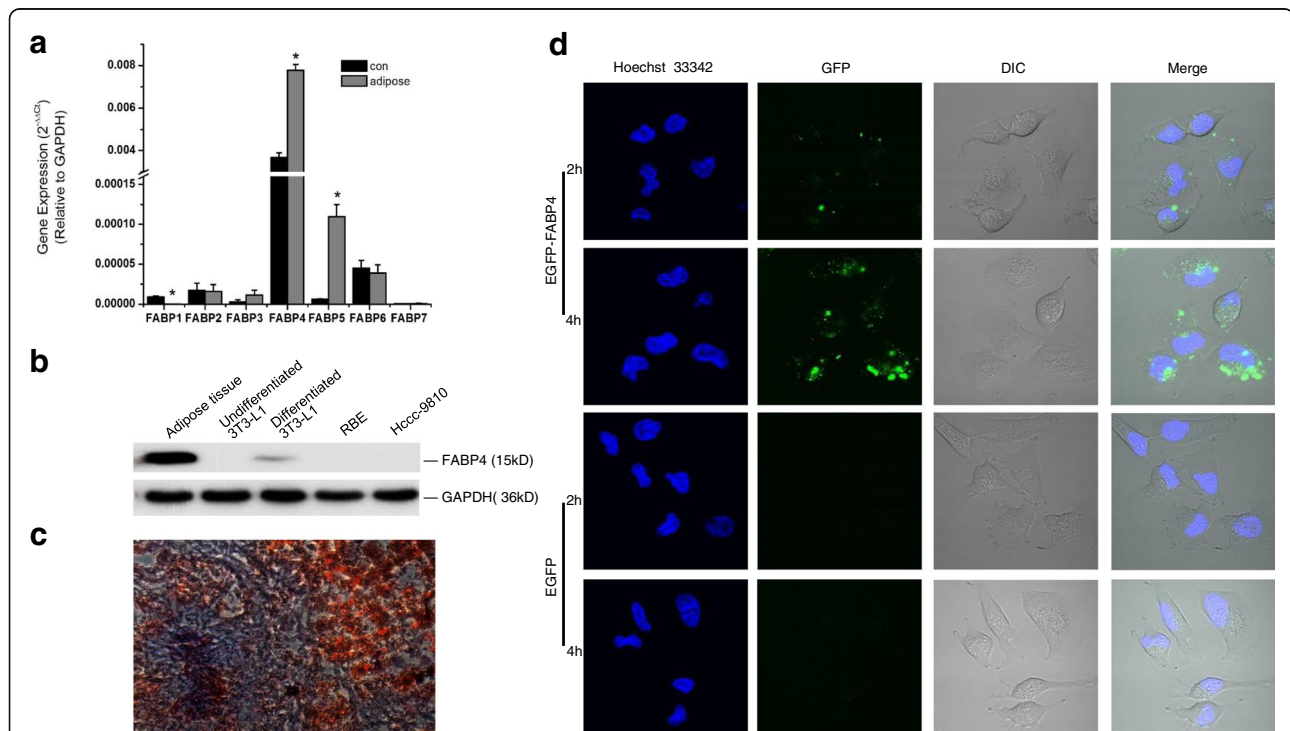 a
Gene Expression (2^-ΔΔCt)
(Relative to GAPDH)
0.008
0.006
0.004
0.00015
0.00010
0.00005
0.00000
con
adipose
*
*
*
FABP1 FABP2 FABP3 FABP4 FABP5 FABP6 FABP7
b
Adipose tissue
Undifferentiated
3T3-L1
Differentiated
3T3-L1
RBE
Hccc-9810
FABP4 (15kD)
GAPDH( 36kD)
c
d
Hoechst 33342 GFP DIC Merge
EGFP-FABP4
2h
4h
EGFP
2h
4h